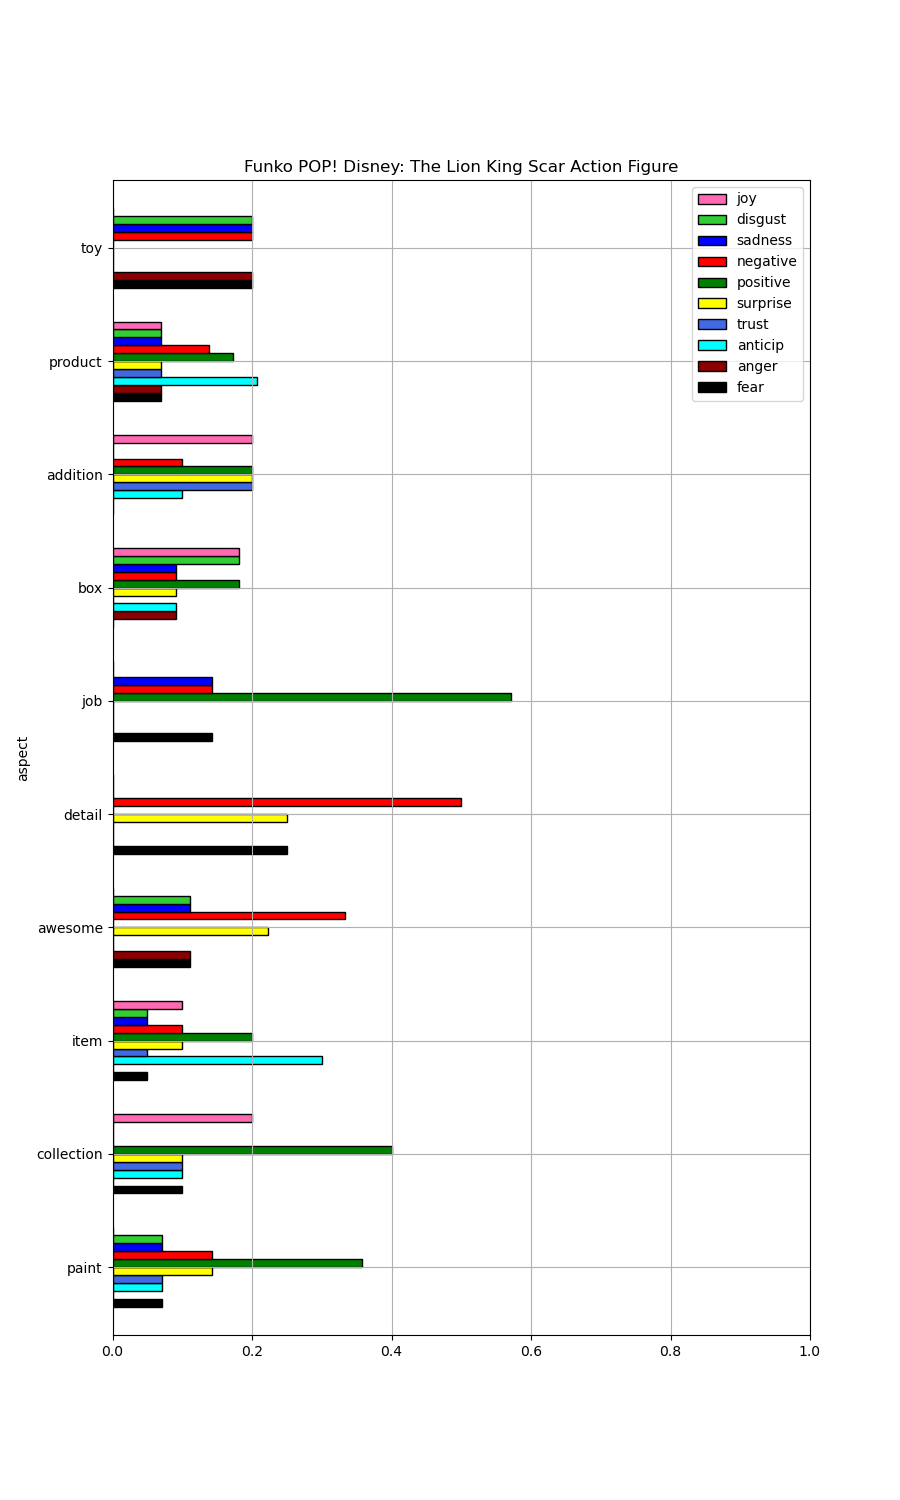 Funko POP! Disney: The Lion King Scar Action Figure
joy
disgust
sadness
negative
positive
surprise
trust
anticip
anger
fear
toy
product
addition
box
job
detail
awesome
item
collection
paint
aspect
0.0 0.2 0.4 0.6 0.8 1.0